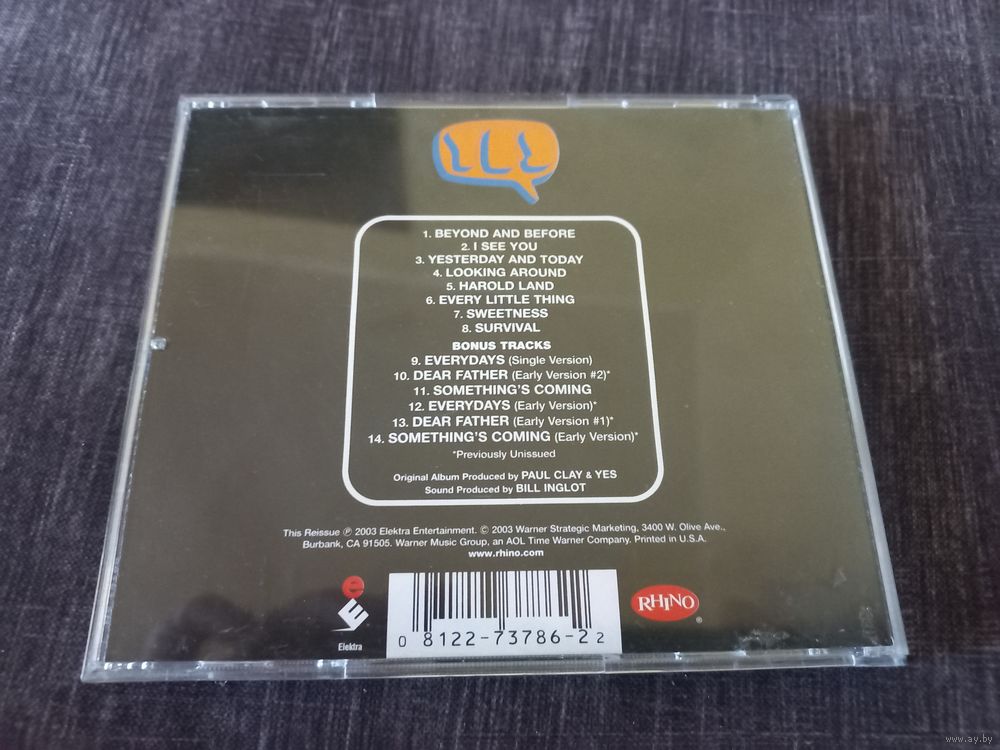 1. BEYOND AND BEFORE
2. I SEE YOU
3. YESTERDAY AND TODAY
4. LOOKING AROUND
5. HAROLD LAND
6. EVERY LITTLE THING
7. SWEETNESS
8. SURVIVAL
BONUS TRACKS
9. EVERYDAYS (Single Version)
10. DEAR FATHER (Early Version #2)*
11. SOMETHING'S COMING
12. EVERYDAYS (Early Version)*
13. DEAR FATHER (Early Version #1)*
14. SOMETHING'S COMING (Early Version)*
*Previously Unissued
Original Album Produced by PAUL CLAY & YES
Sound Produced by BILL INGLOT
This Reissue ℗ 2003 Elektra Entertainment. © 2003 Warner Strategic Marketing, 3400 W. Olive Ave.,
Burbank, CA 91505. Warner Music Group, an AOL Time Warner Company. Printed in U.S.A.
www.rhino.com
e
E
Elektra
0 8122-73786-2 2
RHINO ®
www.ay.by